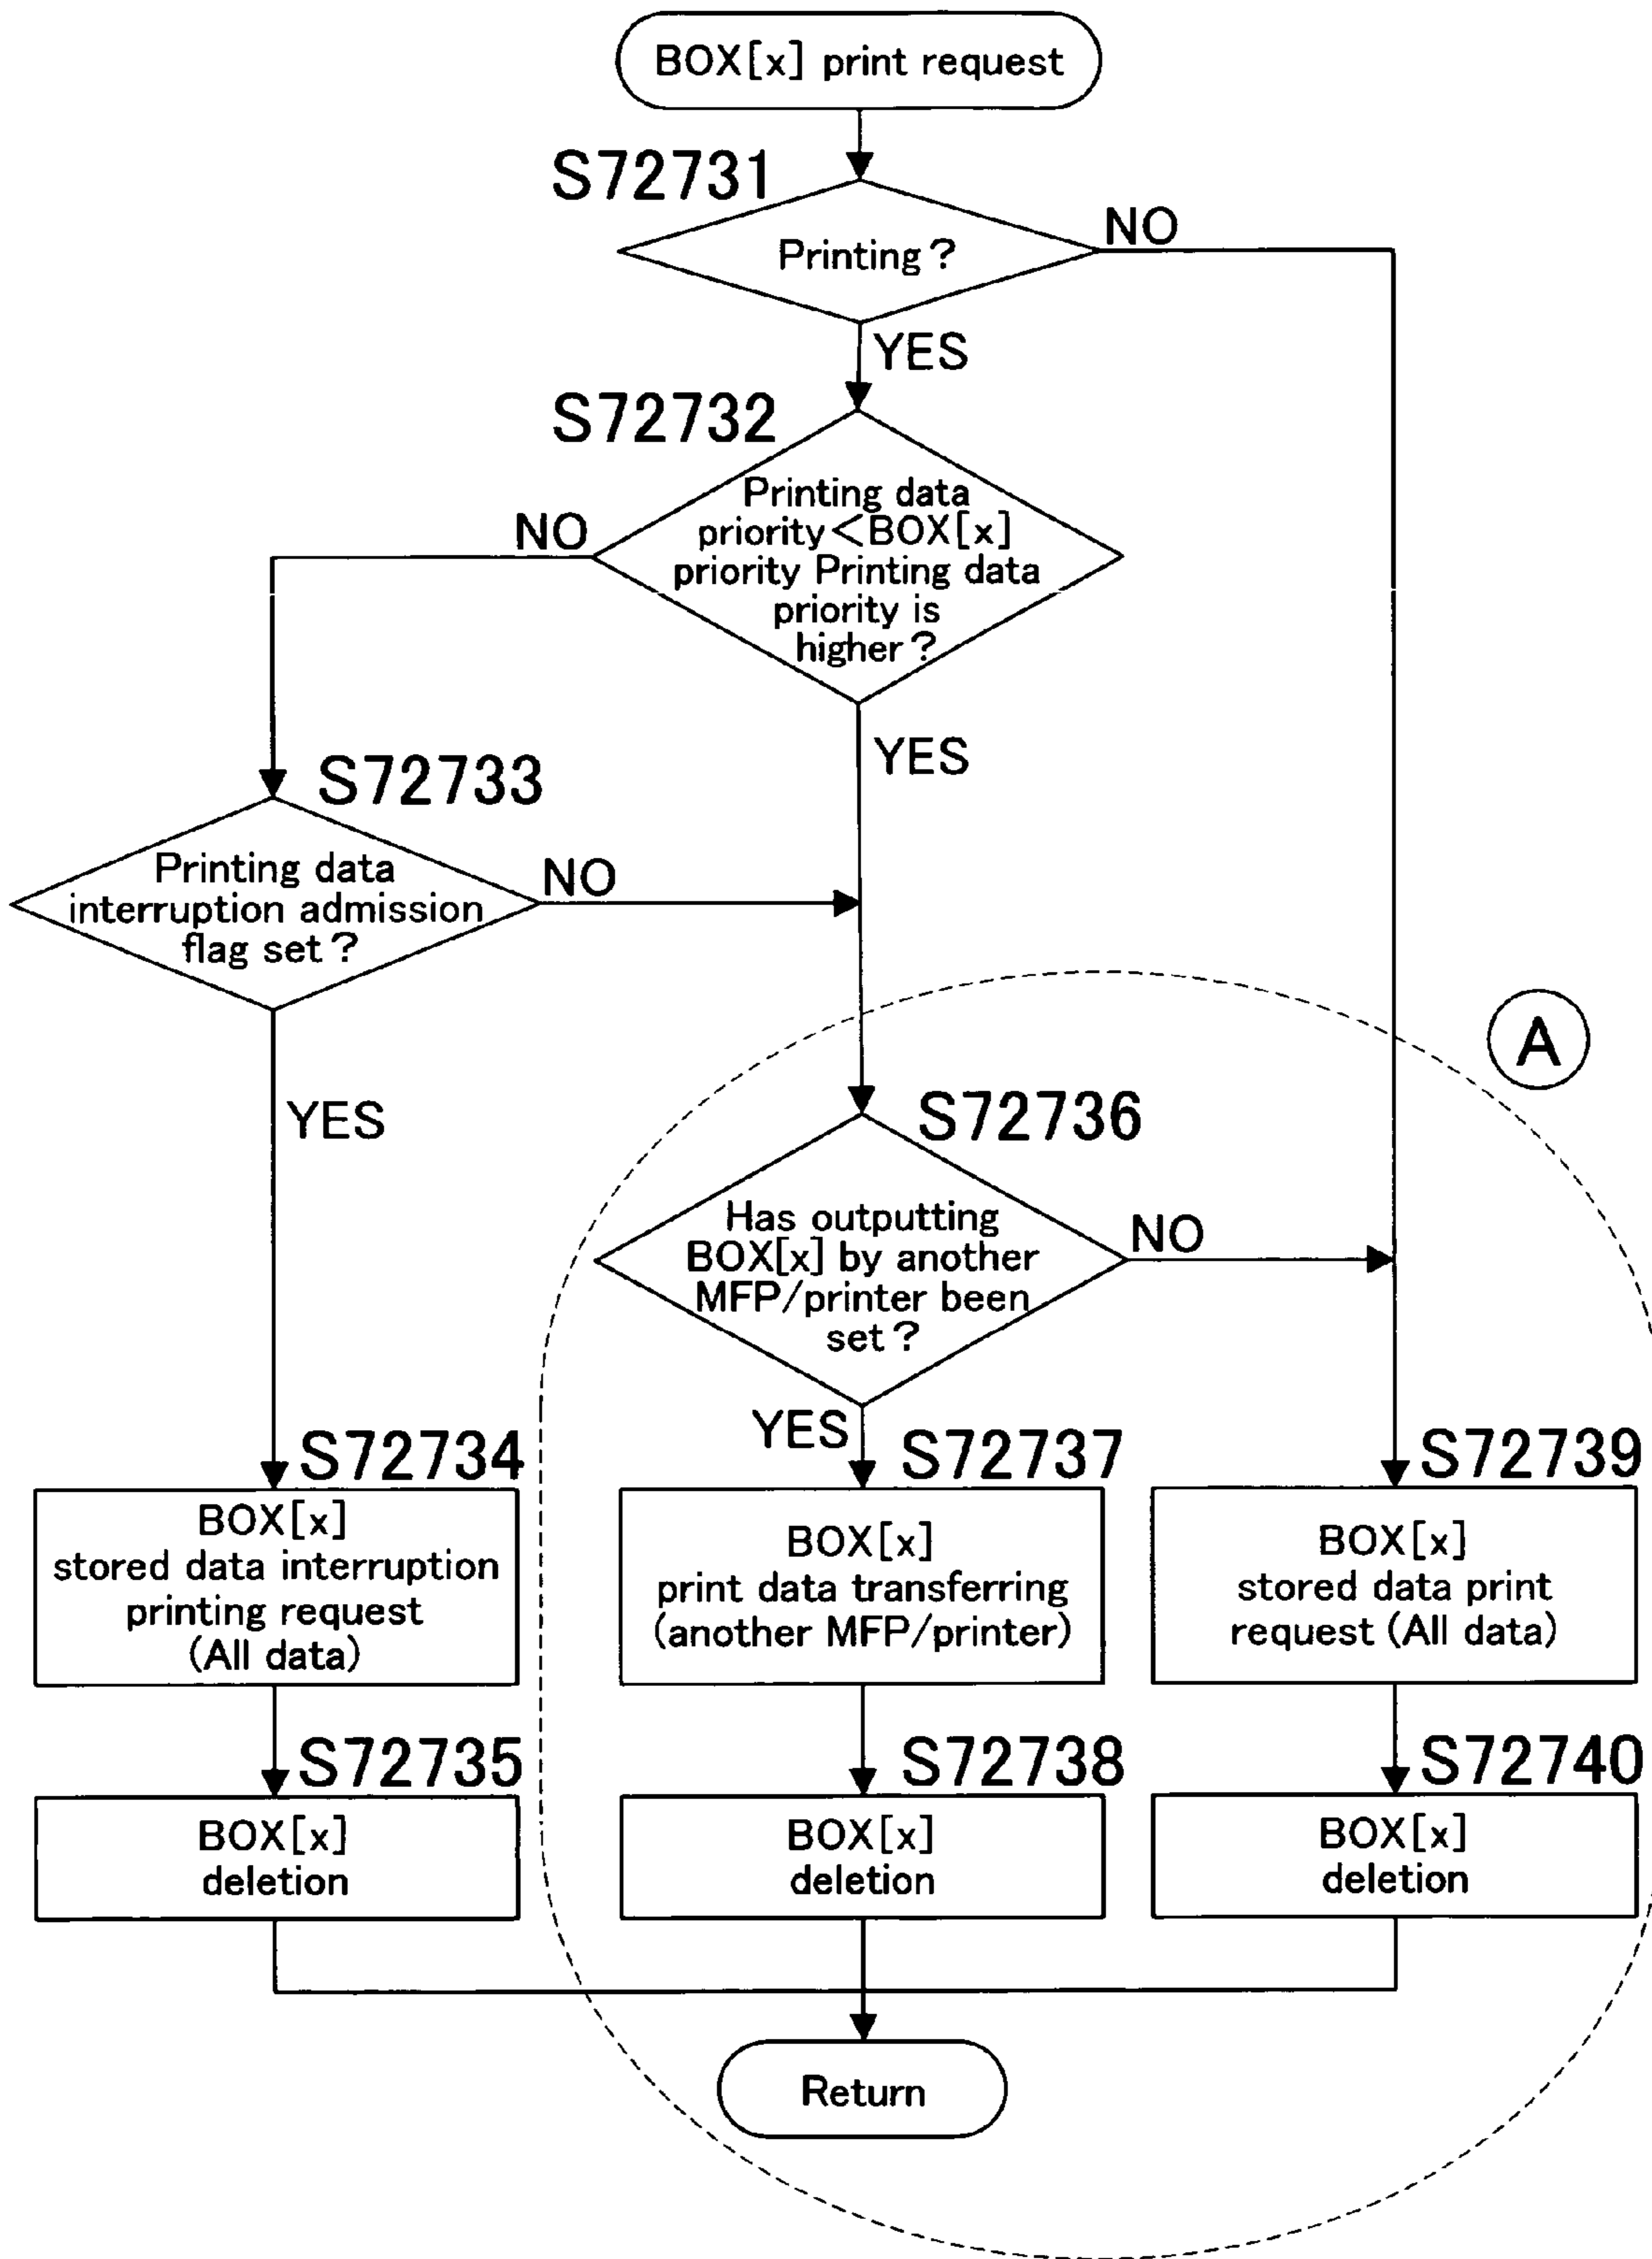 BOX[x] print request
S72731
Printing?
NO
YES
S72732
Printing data
priority<BOX[x]
priority Printing data
priority is
higher?
NO
YES
S72733
Printing data
interruption admission
flag set?
NO
YES
A
S72736
Has outputting
BOX[x] by another
MFP/printer been
set?
NO
YES
S72734
BOX[x]
stored data interruption
printing request
(All data)
S72737
BOX[x]
print data transferring
(another MFP/printer)
S72739
BOX[x]
stored data print
request (All data)
S72735
BOX[x]
deletion
S72738
BOX[x]
deletion
S72740
BOX[x]
deletion
Return